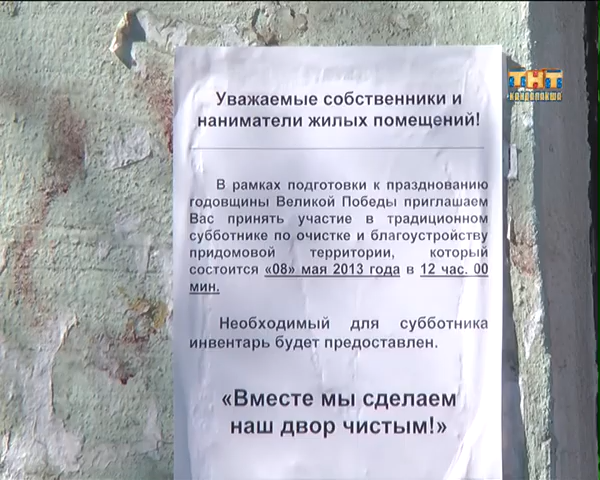 ТНТ
КАНДАЛАКША
Уважаемые собственники и
наниматели жилых помещений!
В рамках подготовки к празднованию
годовщины Великой Победы приглашаем
Вас принять участие в традиционном
субботнике по очистке и благоустройству
придомовой территории, который
состоится «08» мая 2013 года в 12 час. 00
мин.
Необходимый для субботника
инвентарь будет предоставлен.
«Вместе мы сделаем
наш двор чистым!»